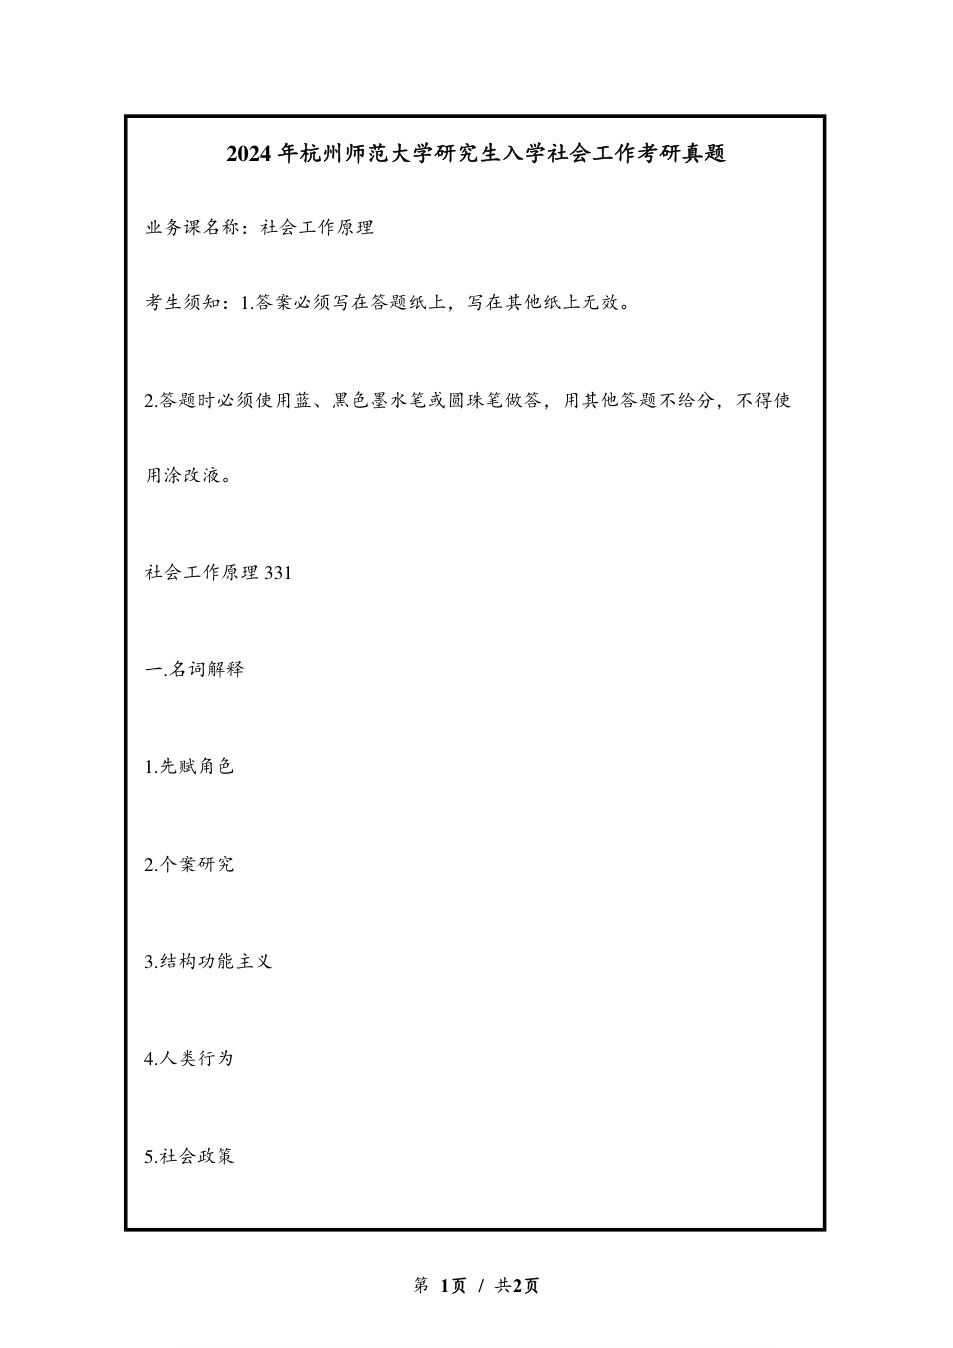 2024 年杭州师范大学研究生入学社会工作考研真题
业务课名称：社会工作原理
考生须知：1.答案必须写在答题纸上，写在其他纸上无效。
2.答题时必须使用蓝、黑色墨水笔或圆珠笔做答，用其他答题不给分，不得使
用涂改液。
社会工作原理 331
一.名词解释
1.先赋角色
2.个案研究
3.结构功能主义
4.人类行为
5.社会政策
第 1页 / 共2页